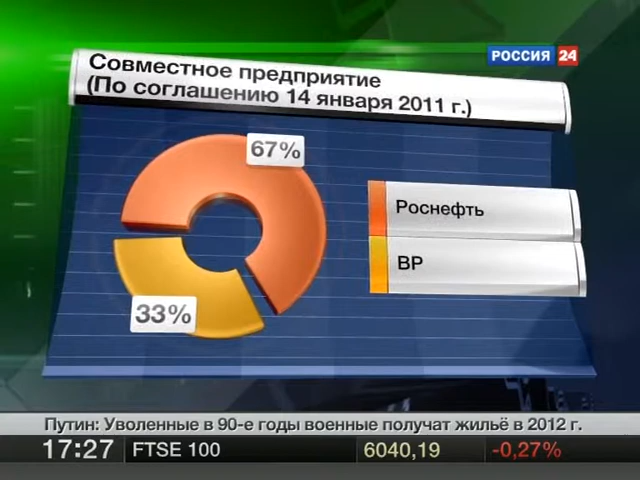 РОССИЯ 24
Совместное предприятие
(По соглашению 14 января 2011 г.)
67%
Роснефть
BP
33%
Путин: Уволенные в 90-е годы военные получат жильё в 2012 г.
17:27 FTSE 100 6040,19 -0,27%